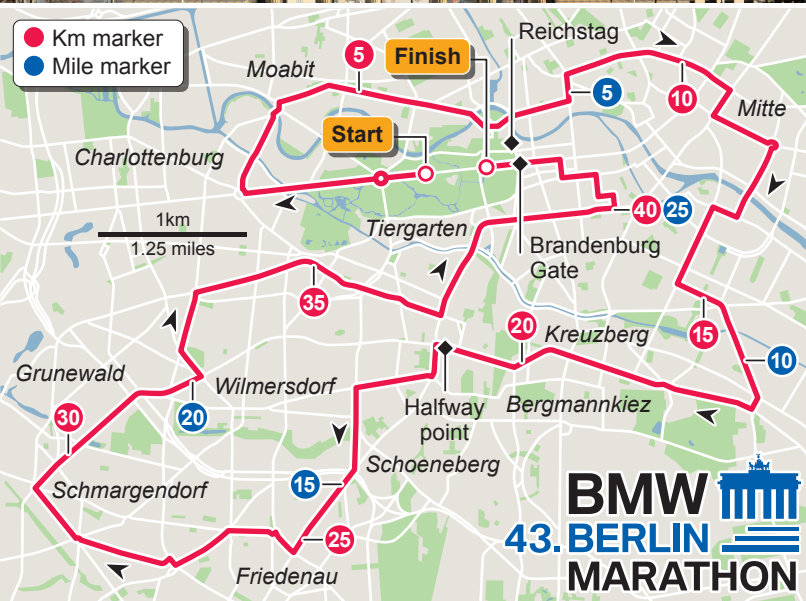 Km marker
Mile marker
Reichstag
Moabit
5
Finish
5
10
Mitte
Start
Charlottenburg
1km
1.25 miles
Tiergarten
40
25
Brandenburg
Gate
35
20
Kreuzberg
15
10
Grunewald
Wilmersdorf
20
Halfway
point
Bergmannkiez
30
Schmargendorf
15
Schoeneberg
25
Friedenau
BMW
43.BERLIN
MARATHON